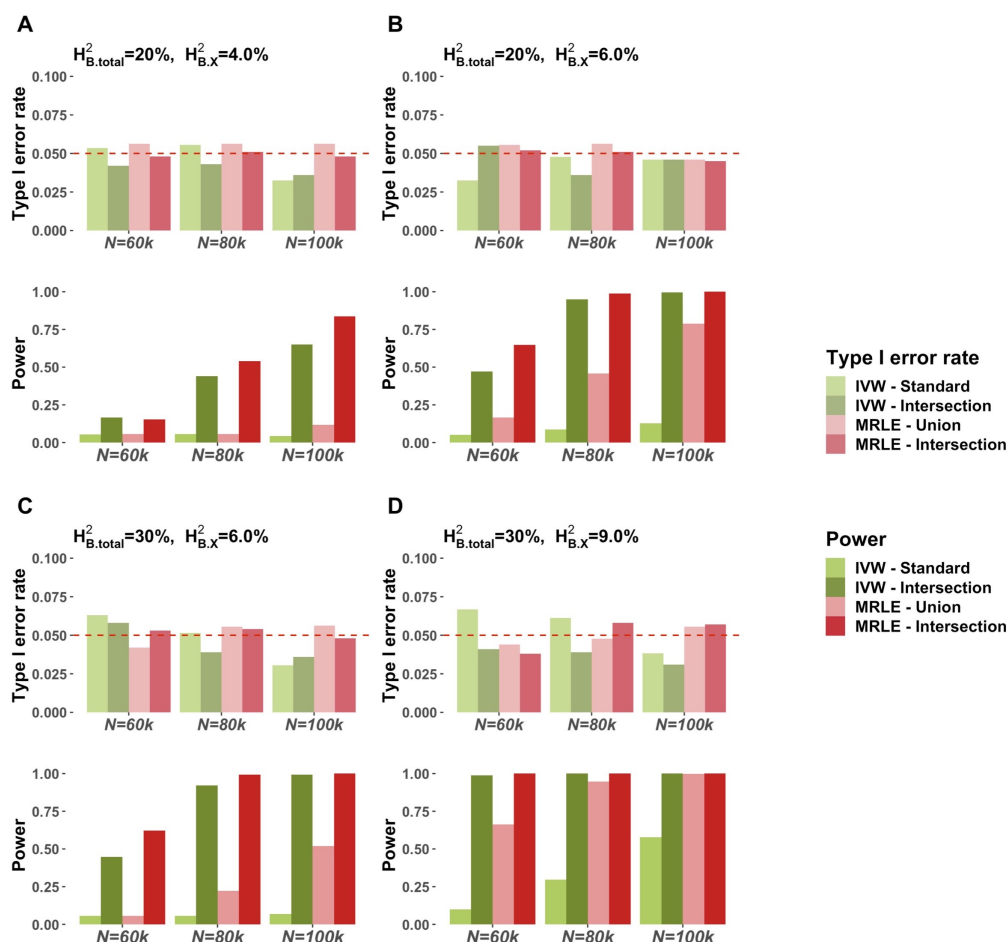 A
H²B.total=20%, H²B.X=4.0%
Type I error rate
0.100
0.075
0.050
0.025
0.000
N=60k N=80k N=100k
Power
1.00
0.75
0.50
0.25
0.00
N=60k N=80k N=100k
B
H²B.total=20%, H²B.X=6.0%
Type I error rate
0.100
0.075
0.050
0.025
0.000
N=60k N=80k N=100k
Power
1.00
0.75
0.50
0.25
0.00
N=60k N=80k N=100k
C
H²B.total=30%, H²B.X=6.0%
Type I error rate
0.100
0.075
0.050
0.025
0.000
N=60k N=80k N=100k
Power
1.00
0.75
0.50
0.25
0.00
N=60k N=80k N=100k
D
H²B.total=30%, H²B.X=9.0%
Type I error rate
0.100
0.075
0.050
0.025
0.000
N=60k N=80k N=100k
Power
1.00
0.75
0.50
0.25
0.00
N=60k N=80k N=100k
Type I error rate
IVW - Standard
IVW - Intersection
MRLE - Union
MRLE - Intersection
Power
IVW - Standard
IVW - Intersection
MRLE - Union
MRLE - Intersection